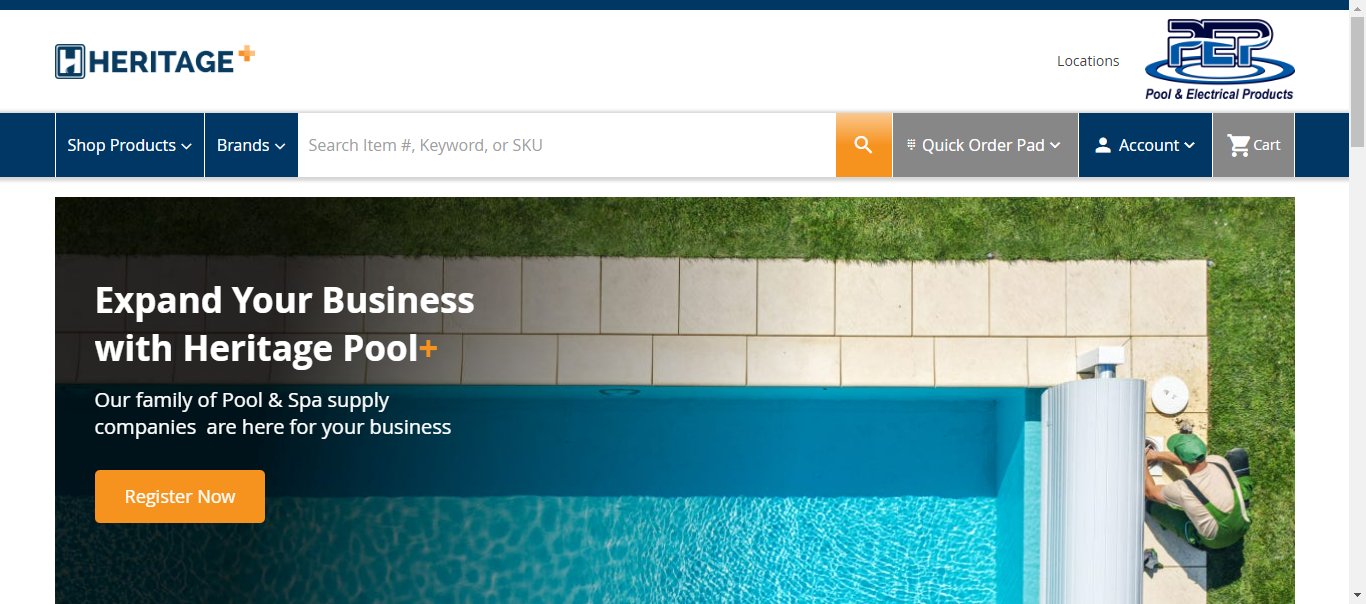 HERITAGE+
Locations
PEP
Pool & Electrical Products
Shop Products
Brands
Search Item #, Keyword, or SKU
Quick Order Pad
Account
Cart
Expand Your Business
with Heritage Pool+
Our family of Pool & Spa supply
companies are here for your business
Register Now